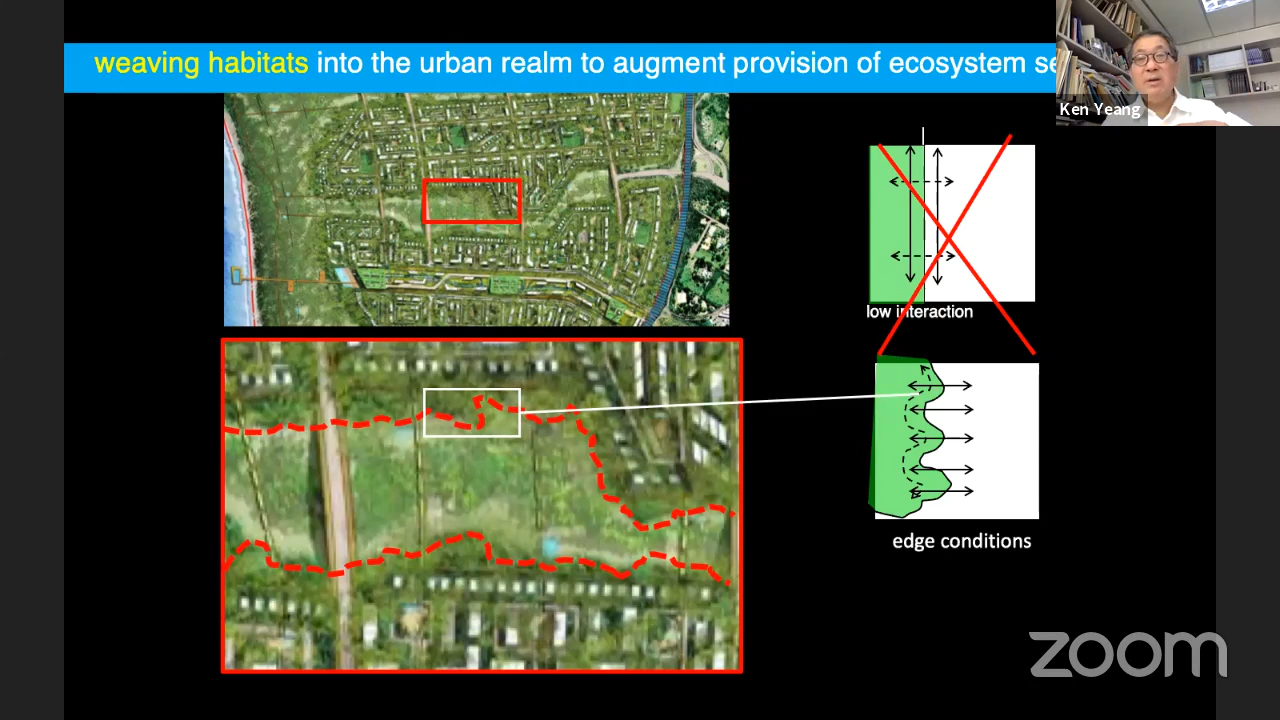 weaving habitats into the urban realm to augment provision of ecosystem se
Ken Yeang
low interaction
edge conditions
zoom